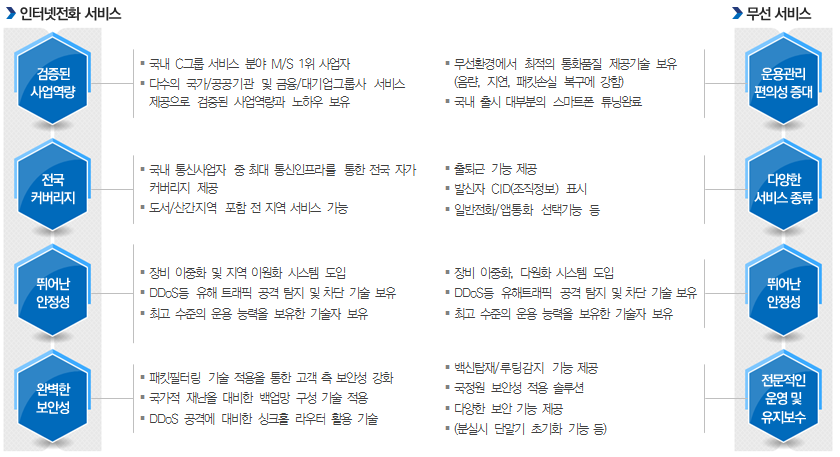 인터넷전화 서비스
검증된
사업역량
▪ 국내 C그룹 서비스 분야 M/S 1위 사업자
▪ 다수의 국가/공공기관 및 금융/대기업그룹사 서비스
제공으로 검증된 사업역량과 노하우 보유
전국
커버리지
▪ 국내 통신사업자 중 최대 통신인프라를 통한 전국 자가
커버리지 제공
▪ 도서/산간지역 포함 전 지역 서비스 가능
뛰어난
안정성
▪ 장비 이중화 및 지역 이원화 시스템 도입
▪ DDoS등 유해 트래픽 공격 탐지 및 차단 기술 보유
▪ 최고 수준의 운용 능력을 보유한 기술자 보유
완벽한
보안성
▪ 패킷필터링 기술 적용을 통한 고객 측 보안성 강화
▪ 국가적 재난을 대비한 백업망 구성 기술 적용
▪ DDoS 공격에 대비한 싱크홀 라우터 활용 기술
무선 서비스
▪ 무선환경에서 최적의 통화품질 제공기술 보유
(음량, 지연, 패킷손실 복구에 강함)
▪ 국내 출시 대부분의 스마트폰 튜닝완료
운용관리
편의성 증대
▪ 출퇴근 기능 제공
▪ 발신자 CID(조직정보) 표시
▪ 일반전화/앱통화 선택기능 등
다양한
서비스 종류
▪ 장비 이중화, 다원화 시스템 도입
▪ DDoS등 유해트래픽 공격 탐지 및 차단 기술 보유
▪ 최고 수준의 운용 능력을 보유한 기술자 보유
뛰어난
안정성
▪ 백신탑재/루팅감지 기능 제공
▪ 국정원 보안성 적용 솔루션
▪ 다양한 보안 기능 제공
▪ (분실시 단말기 초기화 기능 등)
전문적인
운영 및
유지보수